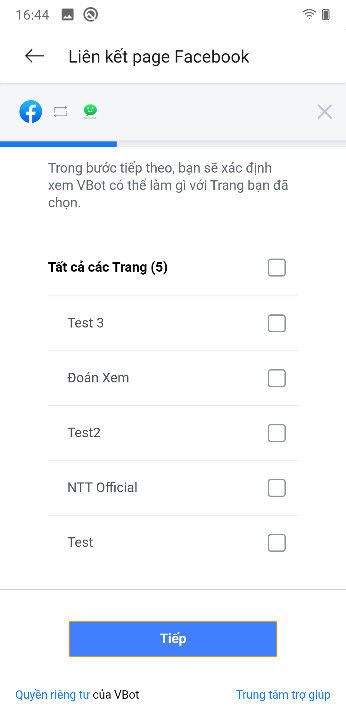 16:44
Liên kết page Facebook
Trong bước tiếp theo, bạn sẽ xác định
xem VBot có thể làm gì với Trang bạn đã
chọn.
Tất cả các Trang (5)
Test 3
Đoán Xem
Test2
NTT Official
Test
Tiếp
Quyền riêng tư của VBot
Trung tâm trợ giúp